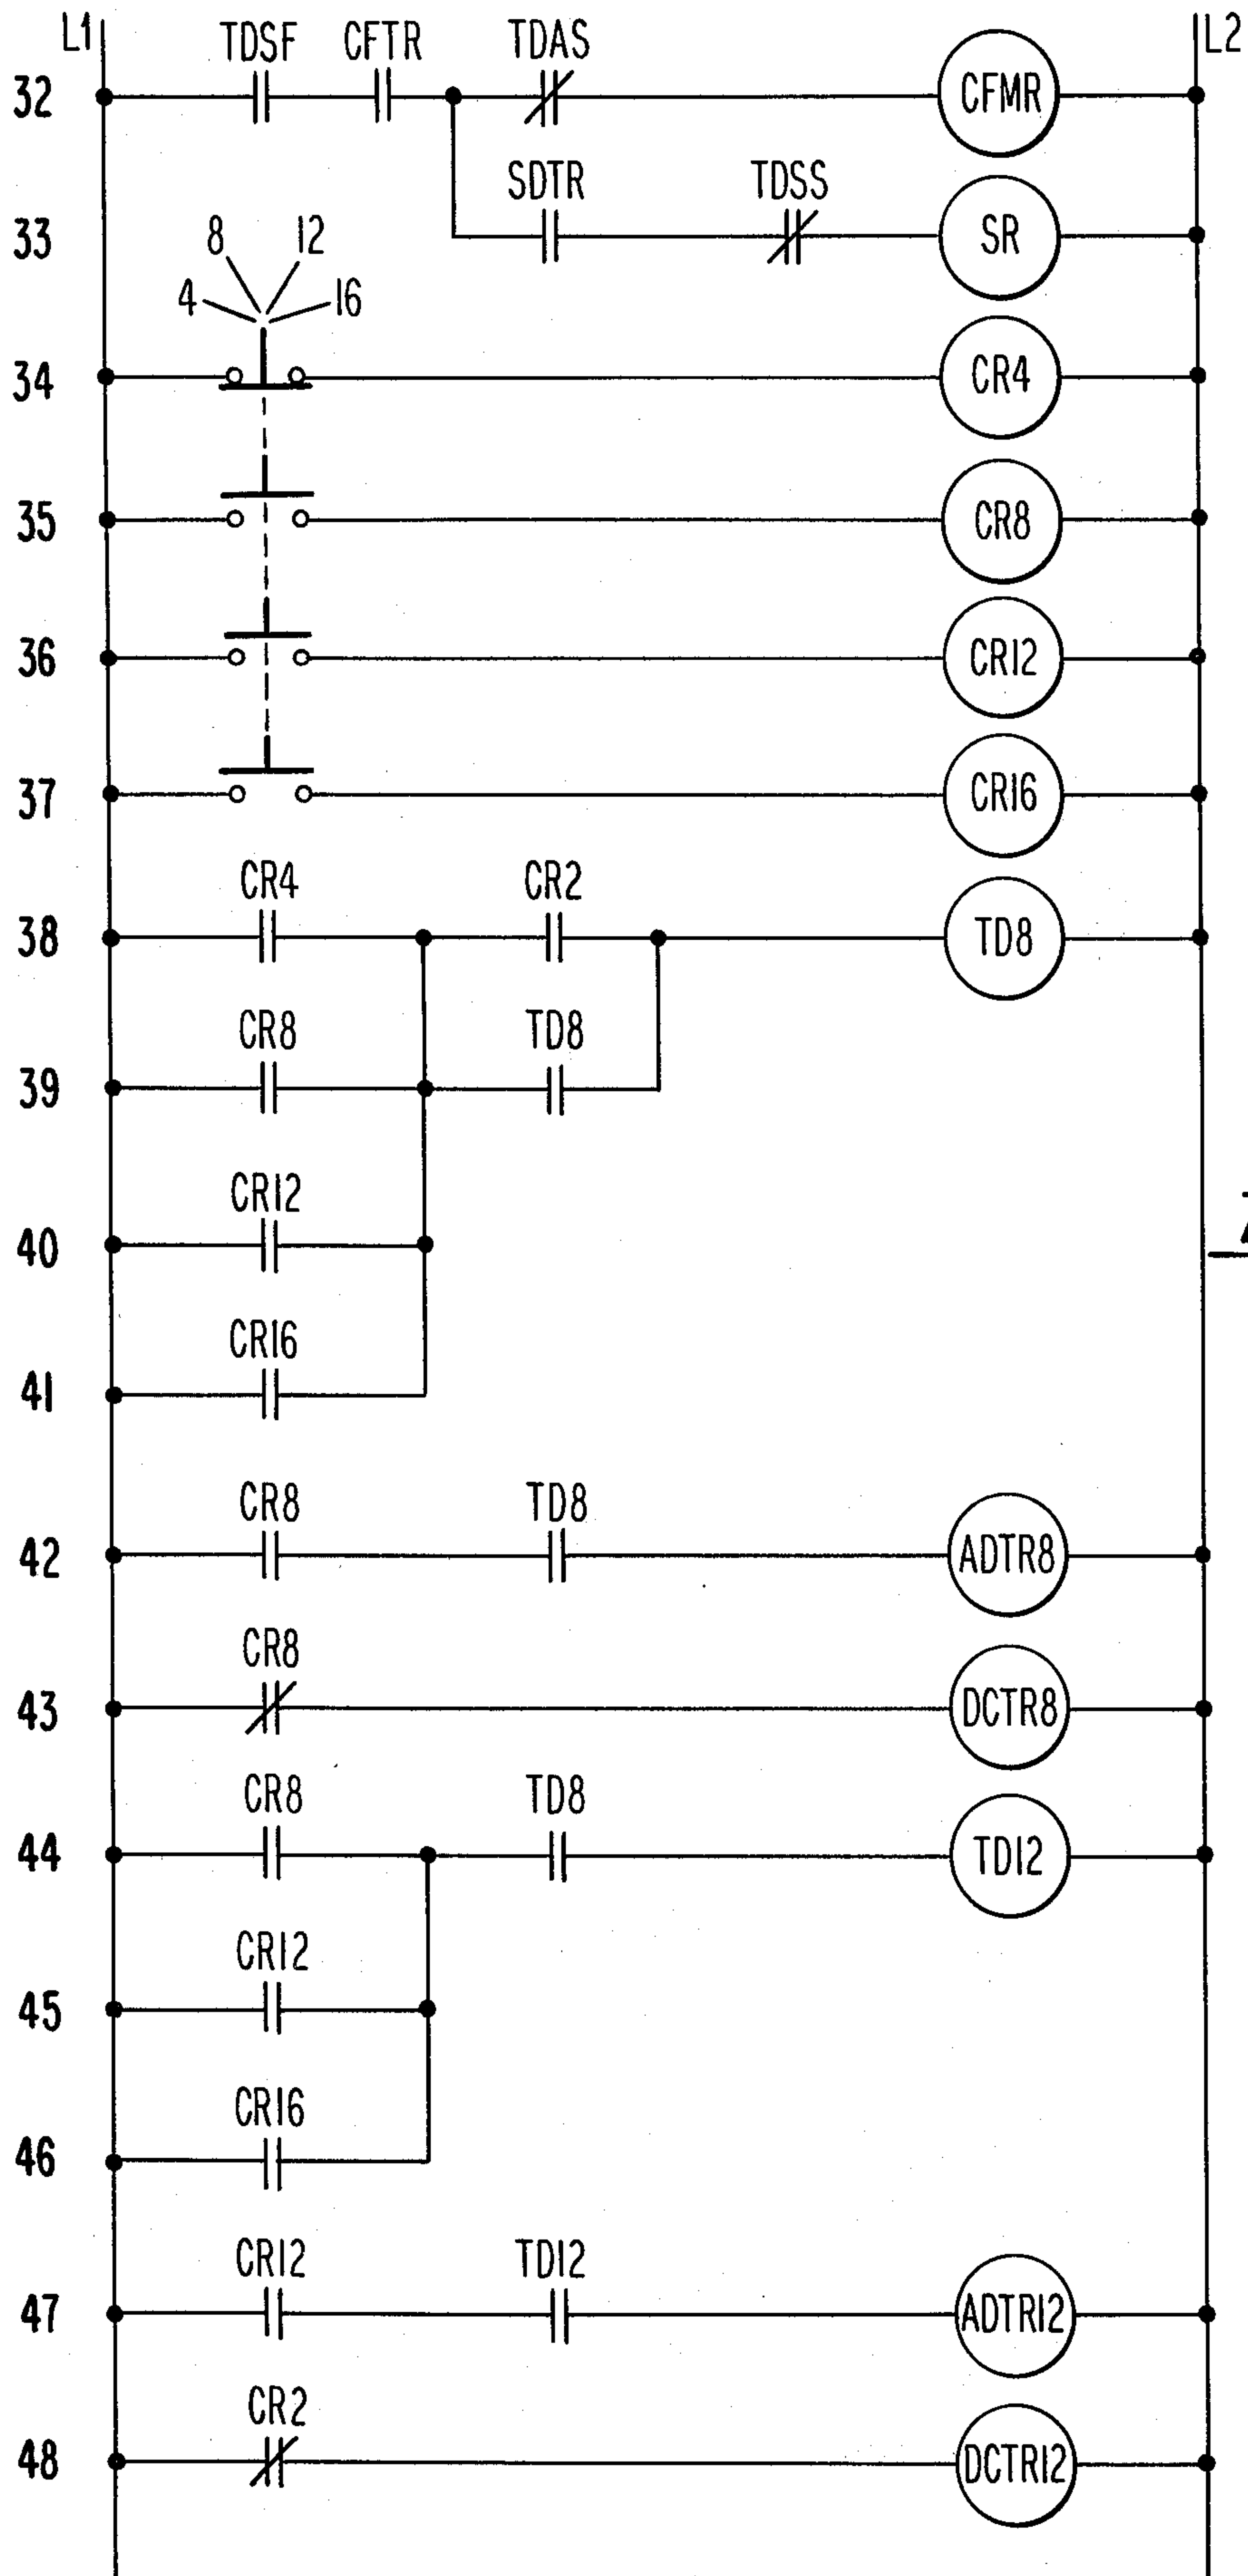 L1 TDSF CFTR TDAS L2
32 CFMR
SDTR TDSS
33 8 12 SR
4 16
34 CR4
35 CR8
36 CR12
37 CR16
CR4 CR2
38 TD8
CR8 TD8
39
CR12
40
CR16
41
CR8 TD8
42 ADTR8
CR8
43 DCTR8
CR8 TD8
44 TD12
CR12
45
CR16
46
CR12 TD12
47 ADTR12
CR2
48 DCTR12